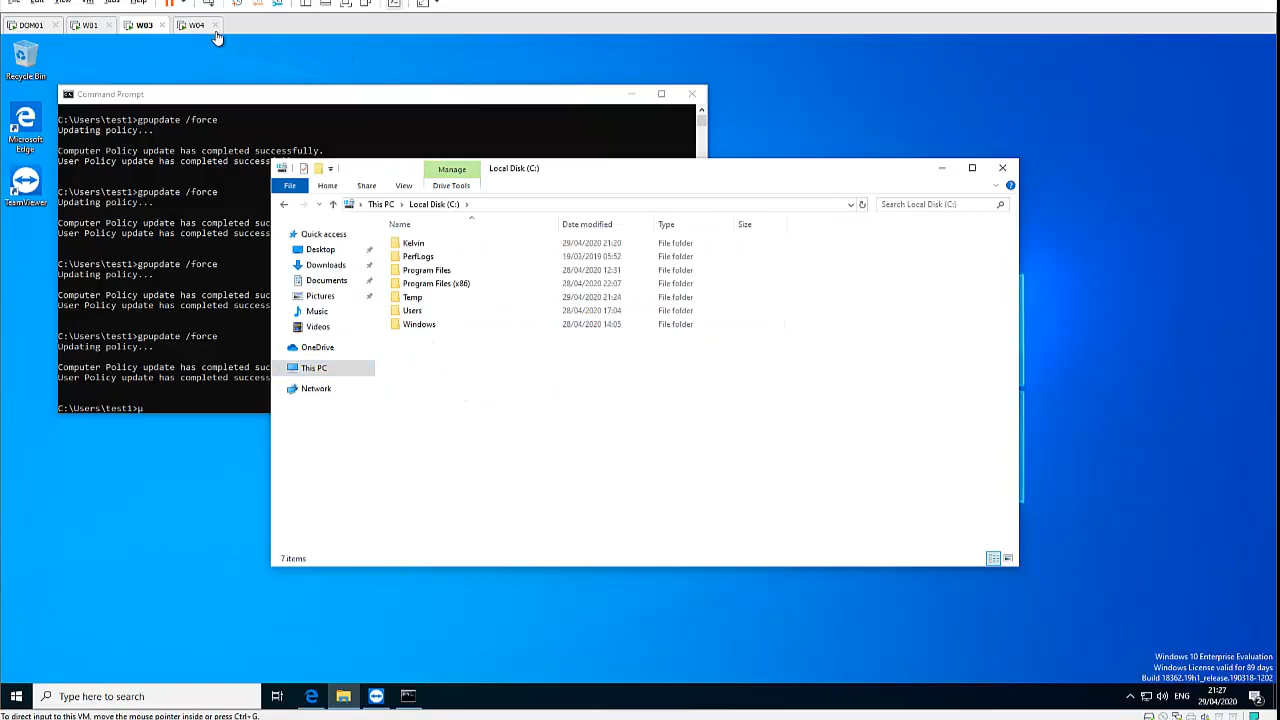 File Edit View VM Tabs Help
DOM01 W01 W03 W04
Recycle Bin
Microsoft
Edge
TeamViewer
Command Prompt
C:\Users\test1>gpupdate /force
Updating policy...
Computer Policy update has completed successfully.
User Policy update has completed success
C:\Users\test1>gpupdate /force
Updating policy...
Computer Policy update has completed suc
User Policy update has completed success
C:\Users\test1>gpupdate /force
Updating policy...
Computer Policy update has completed suc
User Policy update has completed success
C:\Users\test1>gpupdate /force
Updating policy...
Computer Policy update has completed suc
User Policy update has completed success
C:\Users\test1>µ
Manage Local Disk (C:)
File Home Share View Drive Tools
This PC > Local Disk (C:) > Search Local Disk (C:)
Name Date modified Type Size
Quick access
Desktop
Downloads
Documents
Pictures
Music
Videos
OneDrive
This PC
Network
Kelvin 29/04/2020 21:20 File folder
PerfLogs 19/03/2019 05:52 File folder
Program Files 28/04/2020 12:31 File folder
Program Files (x86) 28/04/2020 22:07 File folder
Temp 29/04/2020 21:24 File folder
Users 28/04/2020 17:04 File folder
Windows 28/04/2020 14:05 File folder
7 items
Windows 10 Enterprise Evaluation
Windows License valid for 89 days
Build 18362.19h1_release.190318-1202
Type here to search
ENG
21:27
29/04/2020
2
To direct input to this VM, move the mouse pointer inside or press Ctrl+G.